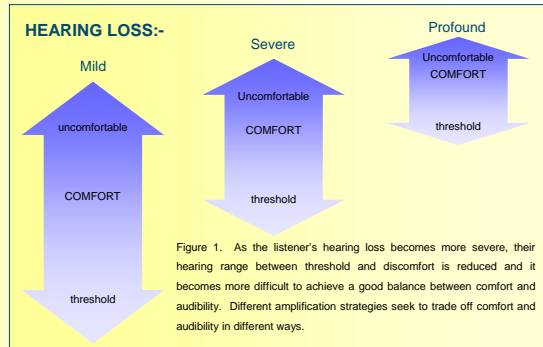 HEARING LOSS:-
Mild
uncomfortable
COMFORT
threshold
Severe
Uncomfortable
COMFORT
threshold
Profound
Uncomfortable
COMFORT
threshold
Figure 1. As the listener's hearing loss becomes more severe, their
hearing range between threshold and discomfort is reduced and it
becomes more difficult to achieve a good balance between comfort and
audibility. Different amplification strategies seek to trade off comfort and
audibility in different ways.